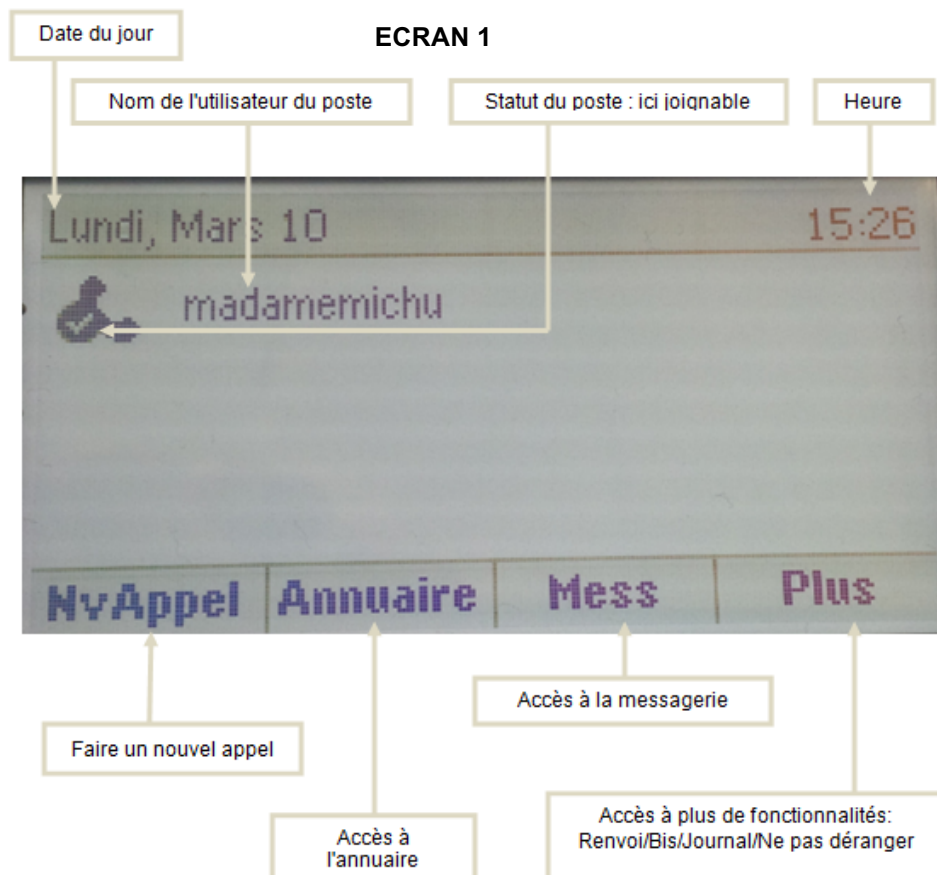 Date du jour
ECRAN 1
Nom de l'utilisateur du poste
Statut du poste : ici joignable
Heure
Lundi, Mars 10
15:26
madamemichu
NvAppel
Annuaire
Mess
Plus
Accès à la messagerie
Faire un nouvel appel
Accès à
l'annuaire
Accès à plus de fonctionnalités:
Renvoi/Bis/Journal/Ne pas déranger